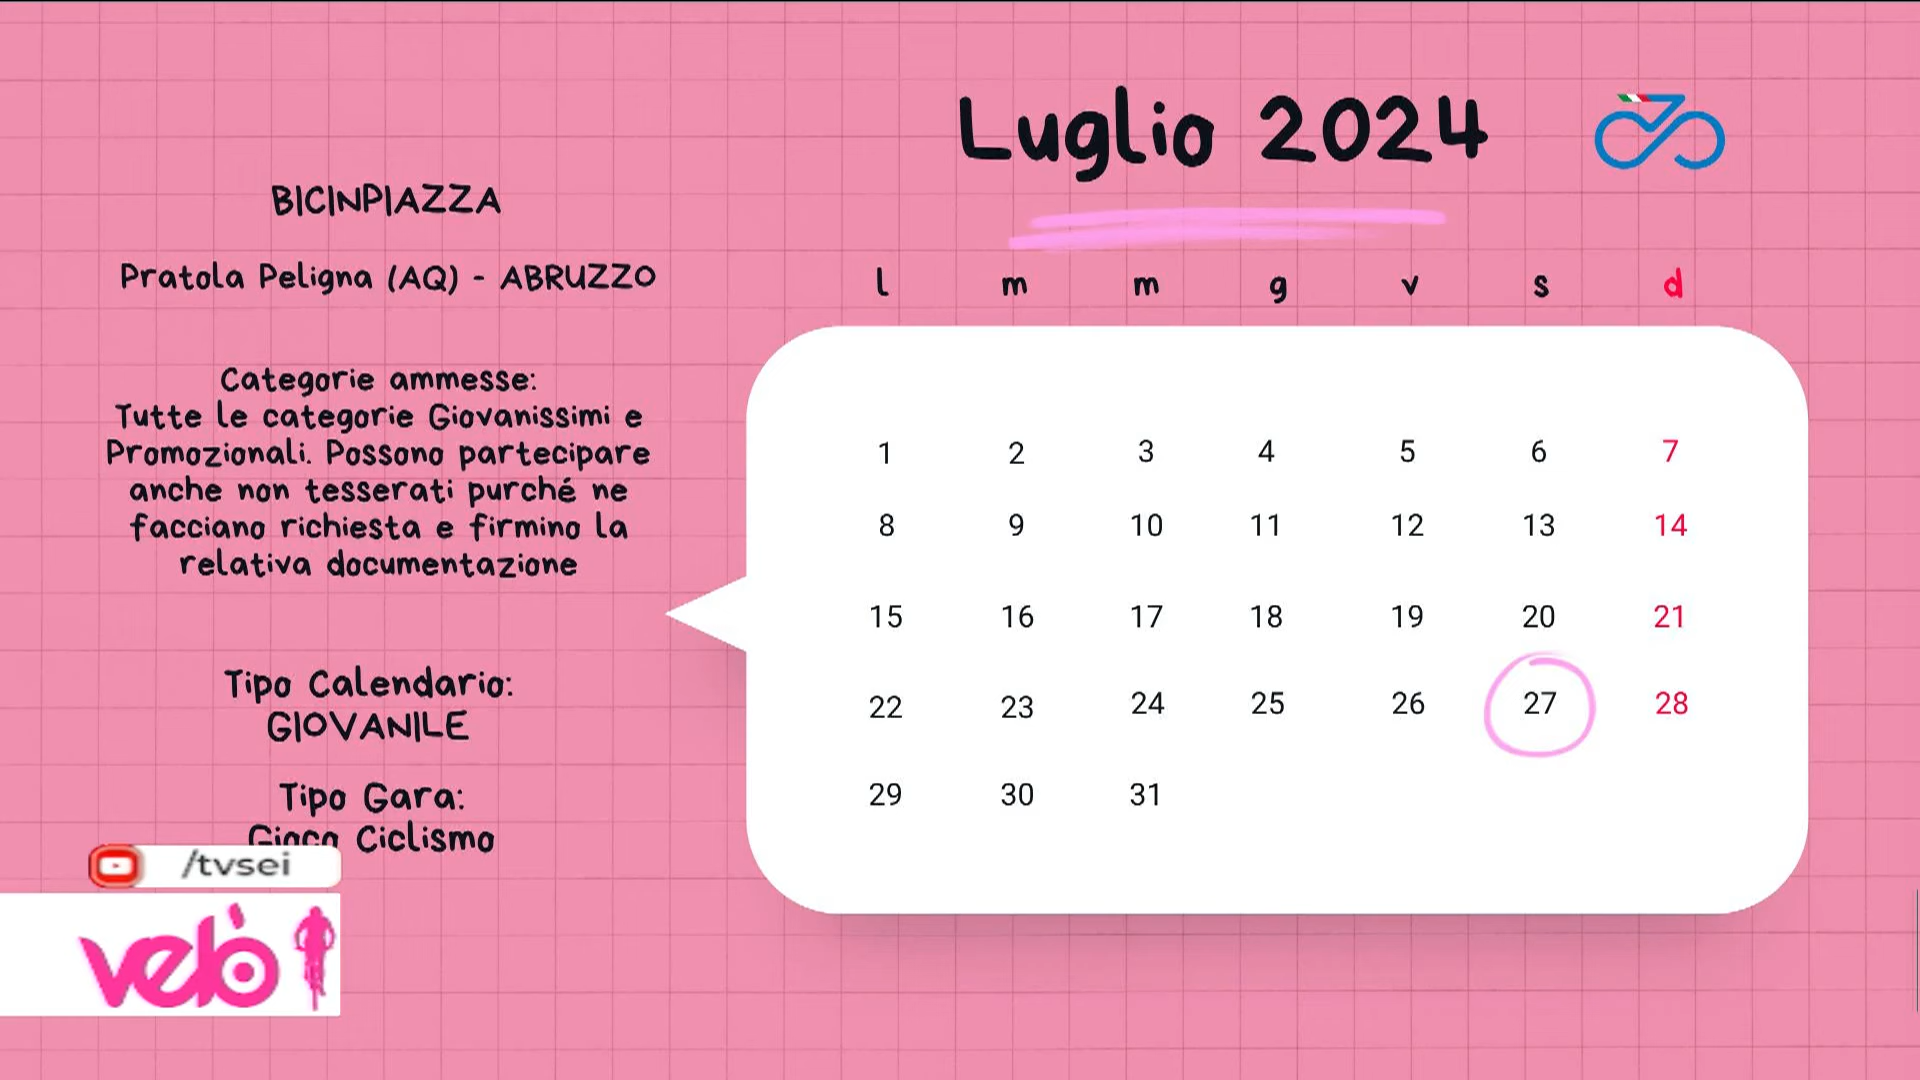 Luglio 2024
BICINPIAZZA
Pratola Peligna (AQ) - ABRUZZO
Categorie ammesse:
Tutte le categorie Giovanissimi e
Promozionali. Possono partecipare
anche non tesserati purché ne
facciano richiesta e firmino la
relativa documentazione
Tipo Calendario:
GIOVANILE
Tipo Gara:
Gioco Ciclismo
/tvsei
velò
l m m g v s d
1 2 3 4 5 6 7
8 9 10 11 12 13 14
15 16 17 18 19 20 21
22 23 24 25 26 27 28
29 30 31